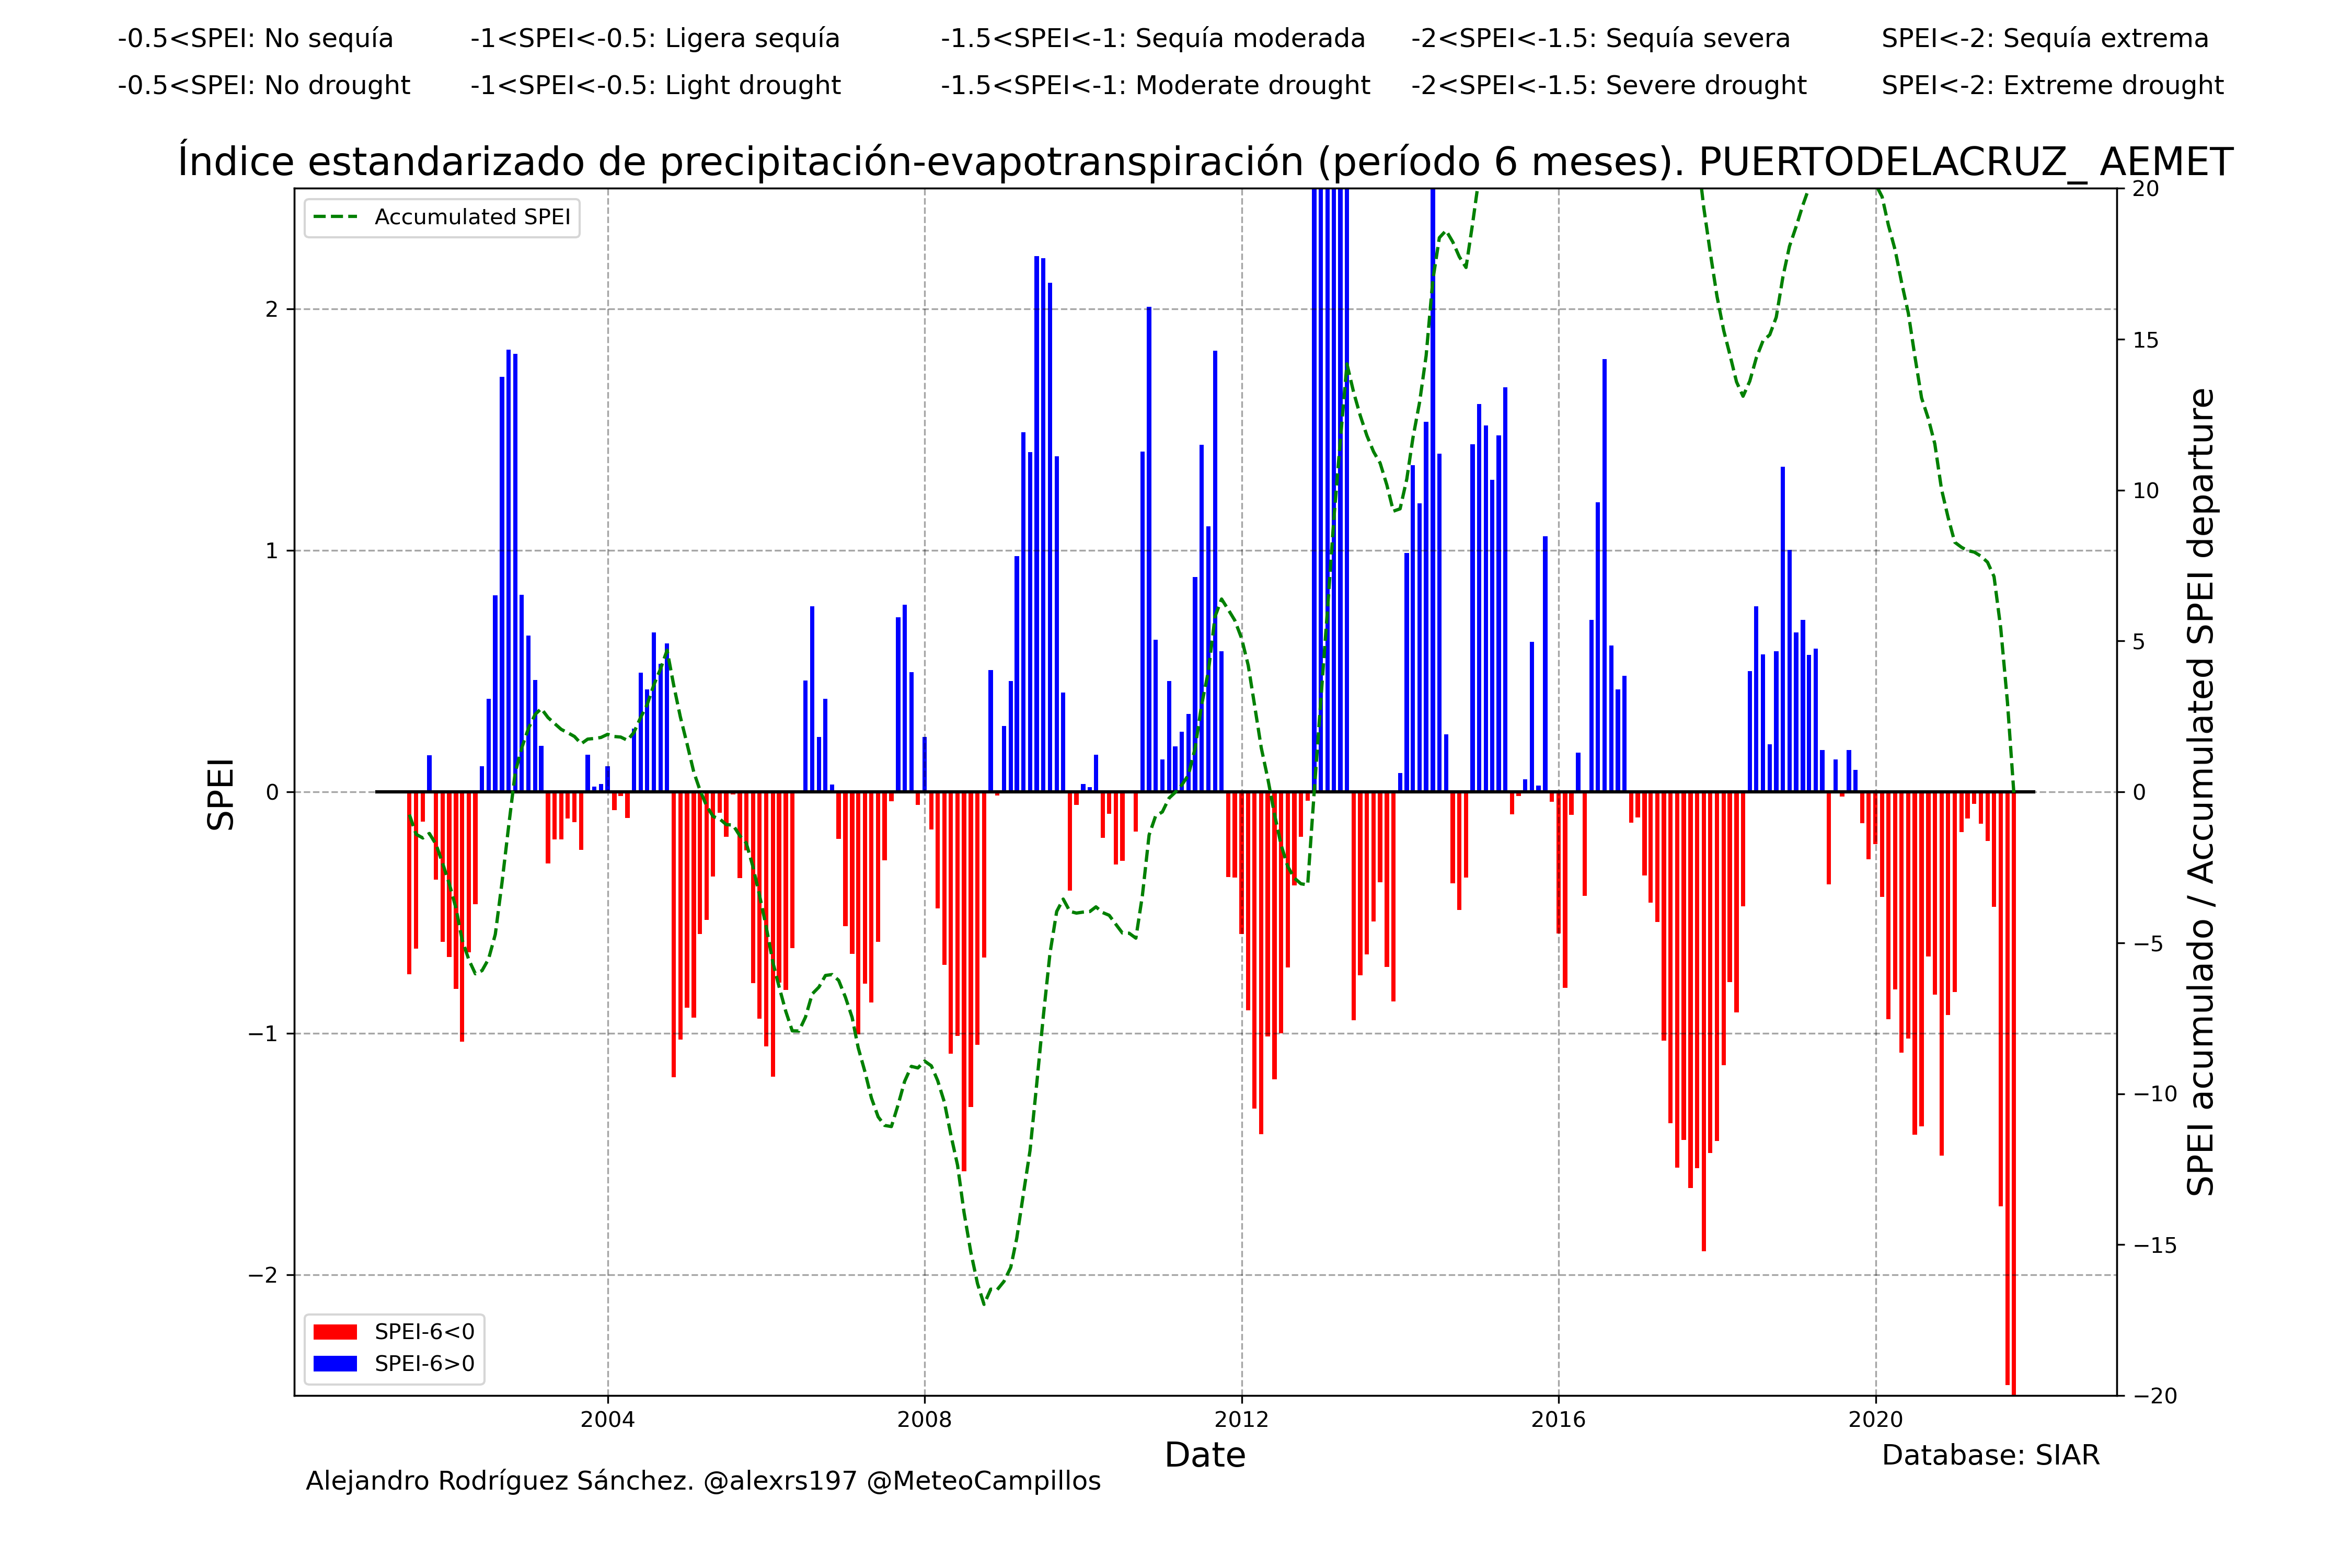 -0.5<SPEI: No sequía -1<SPEI<-0.5: Ligera sequía -1.5<SPEI<-1: Sequía moderada -2<SPEI<-1.5: Sequía severa SPEI<-2: Sequía extrema
-0.5<SPEI: No drought -1<SPEI<-0.5: Light drought -1.5<SPEI<-1: Moderate drought -2<SPEI<-1.5: Severe drought SPEI<-2: Extreme drought
Índice estandarizado de precipitación-evapotranspiración (período 6 meses). PUERTODELACRUZ_ AEMET
Accumulated SPEI
2
1
0
−1
−2
SPEI
20
15
10
5
0
−5
−10
−15
−20
SPEI acumulado / Accumulated SPEI departure
SPEI-6<0
SPEI-6>0
2004 2008 2012 2016 2020
Date
Database: SIAR
Alejandro Rodríguez Sánchez. @alexrs197 @MeteoCampillos